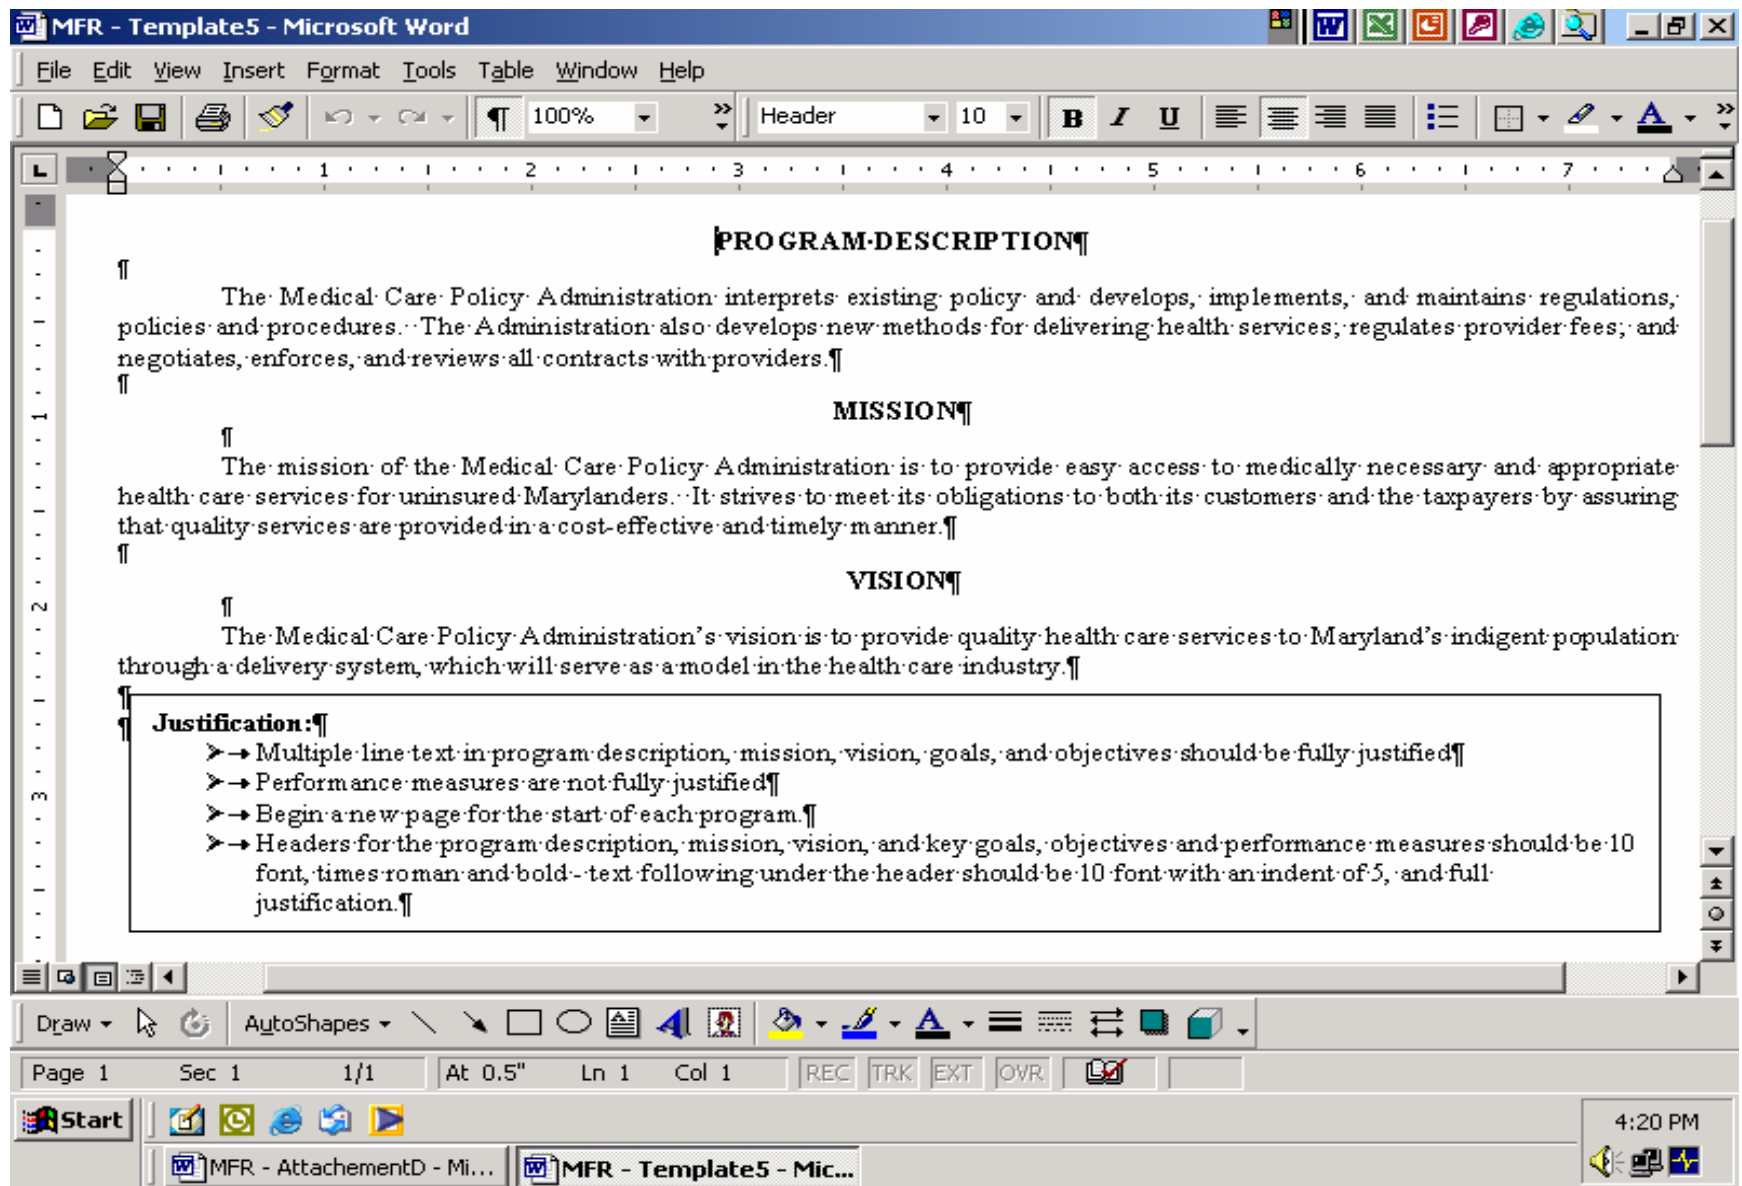 MFR - Template5 - Microsoft Word
File Edit View Insert Format Tools Table Window Help
¶ 100% » Header 10 B I U »
L 1 2 3 4 5 6 7
PROGRAM·DESCRIPTION¶
¶
The· Medical· Care· Policy· Administration· interprets· existing· policy· and· develops,· implements,· and· maintains· regulations,·
policies·and·procedures.··The·Administration·also·develops·new·methods·for·delivering·health·services;·regulates·provider·fees;·and·
negotiates,·enforces,·and·reviews·all·contracts·with·providers.¶
¶
1
MISSION¶
¶
The· mission· of· the· Medical· Care· Policy· Administration· is· to· provide· easy· access· to· medically· necessary· and· appropriate·
health·care·services·for·uninsured·Marylanders.··It·strives·to·meet·its·obligations·to·both·its·customers·and·the·taxpayers·by·assuring·
that·quality·services·are·provided·in·a·cost-effective·and·timely·manner.¶
¶
VISION¶
2
¶
The·Medical·Care·Policy·Administration’s·vision·is·to·provide·quality·health·care·services·to·Maryland’s·indigent·population·
through·a·delivery·system,·which·will·serve·as·a·model·in·the·health·care·industry.¶
¶
¶ Justification:¶
➢→Multiple·line·text·in·program·description,·mission,·vision,·goals,·and·objectives·should·be·fully·justified¶
➢→Performance·measures·are·not·fully·justified¶
3
➢→Begin·a·new·page·for·the·start·of·each·program.¶
➢→Headers·for·the·program·description,·mission,·vision,·and·key·goals,·objectives·and·performance·measures·should·be·10·
font,·times·roman·and·bold·-·text·following·under·the·header·should·be·10·font·with·an·indent·of·5,·and·full·
justification.¶
Draw AutoShapes A
Page 1 Sec 1 1/1 At 0.5" Ln 1 Col 1 REC TRK EXT OVR
Start 4:20 PM
MFR - AttachementD - Mi... MFR - Template5 - Mic...